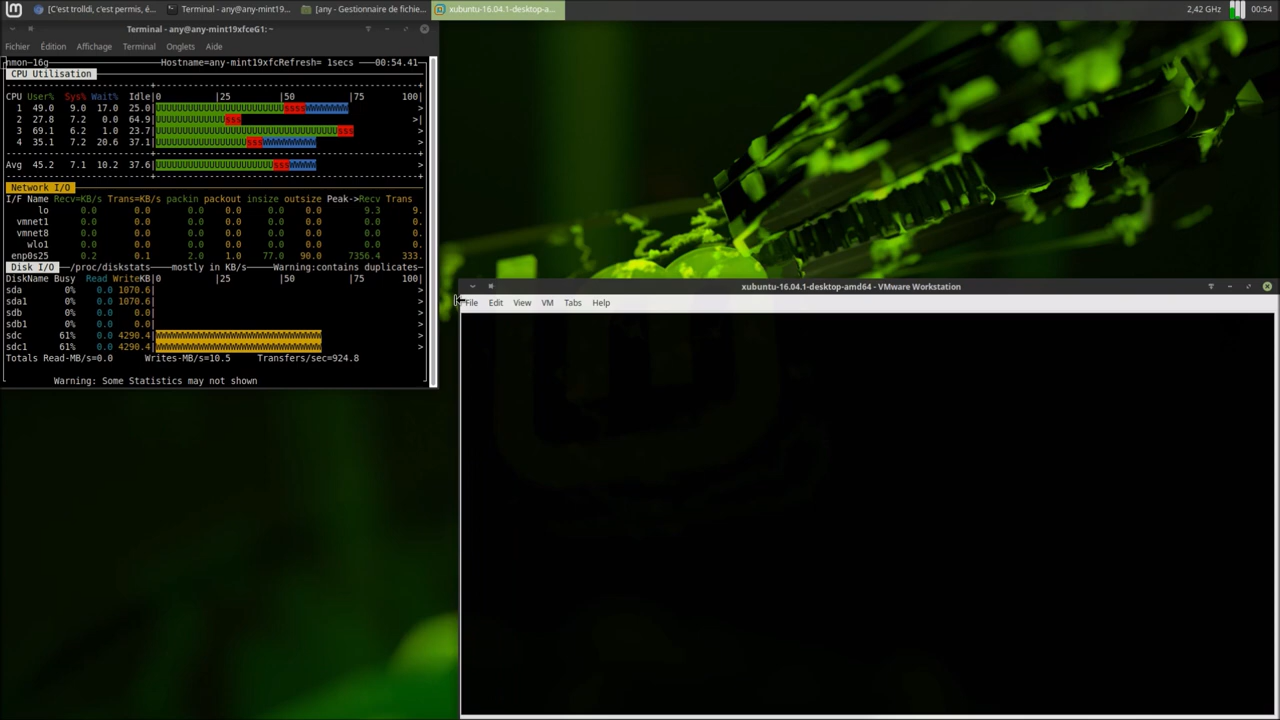 [C'est trolldi, c'est permis, é...
Terminal - any@any-mint19...
[any - Gestionnaire de fichie...
xubuntu-16.04.1-desktop-a...
2,42 GHz
00:54
Terminal - any@any-mint19xfceG1: ~
Fichier Édition Affichage Terminal Onglets Aide
nmon-16g Hostname=any-mint19xfcRefresh= 1secs 00:54.41
CPU Utilisation
CPU User% Sys% Wait% Idle|0 |25 |50 |75 100|
1 49.0 9.0 17.0 25.0|UUUUUUUUUUUUUUUUUUUUUUUUssssWWWWWWWW >
2 27.8 7.2 0.0 64.9|UUUUUUUUUUUUUsss >|
3 69.1 6.2 1.0 23.7|UUUUUUUUUUUUUUUUUUUUUUUUUUUUUUUUUUsss >
4 35.1 7.2 20.6 37.1|UUUUUUUUUUUUUUUUUsssWWWWWWWWWW >
Avg 45.2 7.1 10.2 37.6|UUUUUUUUUUUUUUUUUUUUUUsssWWWWW >
Network I/O
I/F Name Recv=KB/s Trans=KB/s packin packout insize outsize Peak->Recv Trans
lo 0.0 0.0 0.0 0.0 0.0 0.0 9.3 9.
vmnet1 0.0 0.0 0.0 0.0 0.0 0.0 0.0 0.
vmnet8 0.0 0.0 0.0 0.0 0.0 0.0 0.0 0.
wlo1 0.0 0.0 0.0 0.0 0.0 0.0 0.0 0.
enp0s25 0.2 0.1 2.0 1.0 77.0 90.0 7356.4 333.
Disk I/O /proc/diskstats mostly in KB/s Warning:contains duplicates
DiskName Busy Read WriteKB|0 |25 |50 |75 100|
sda 0% 0.0 1070.6| >
sda1 0% 0.0 1070.6| >
sdb 0% 0.0 0.0| >
sdb1 0% 0.0 0.0| >
sdc 61% 0.0 4290.4|WWWWWWWWWWWWWWWWWWWWWWWWWWWWWWW >
sdc1 61% 0.0 4290.4|WWWWWWWWWWWWWWWWWWWWWWWWWWWWWWW >
Totals Read-MB/s=0.0 Writes-MB/s=10.5 Transfers/sec=924.8
Warning: Some Statistics may not shown
xubuntu-16.04.1-desktop-amd64 - VMware Workstation
File Edit View VM Tabs Help